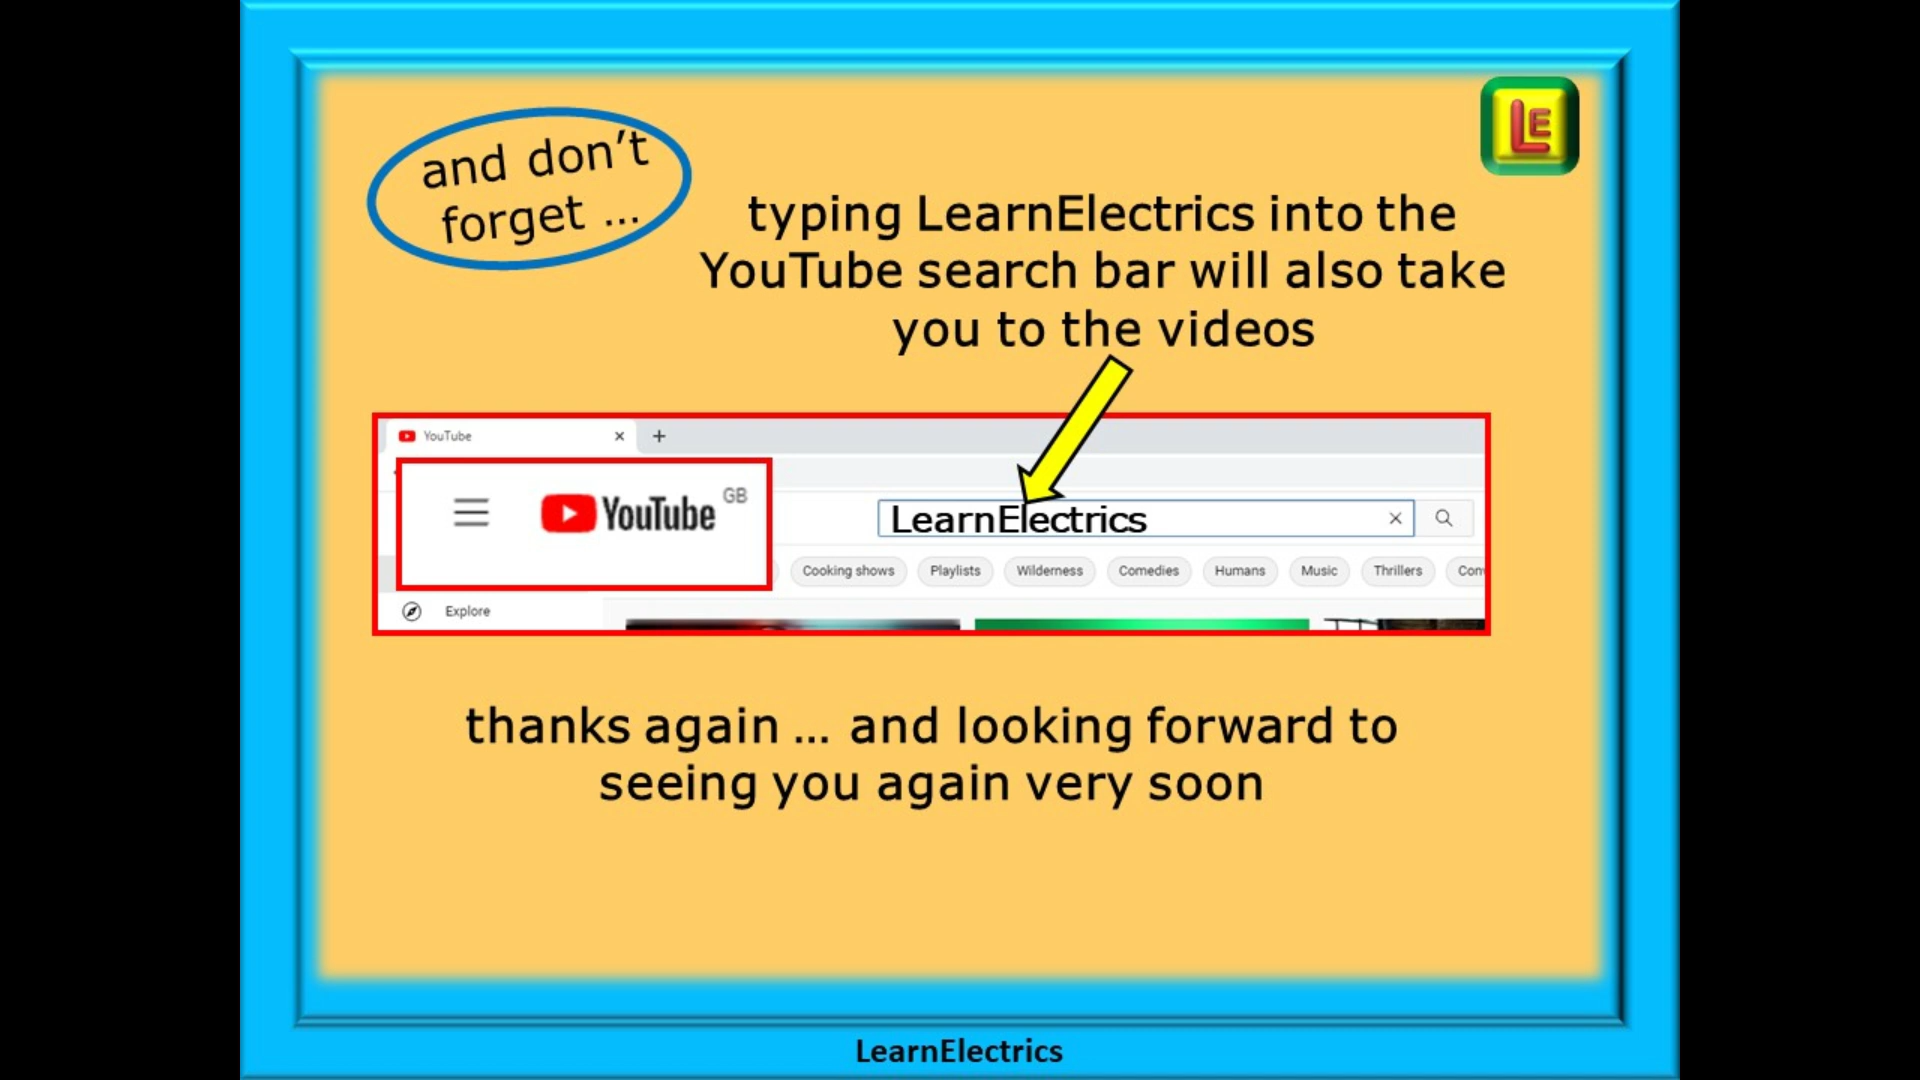 and don't
forget ...
LE
typing LearnElectrics into the
YouTube search bar will also take
you to the videos
YouTube
YouTube GB
LearnElectrics
Cooking shows Playlists Wilderness Comedies Humans Music Thrillers
Explore
thanks again ... and looking forward to
seeing you again very soon
LearnElectrics